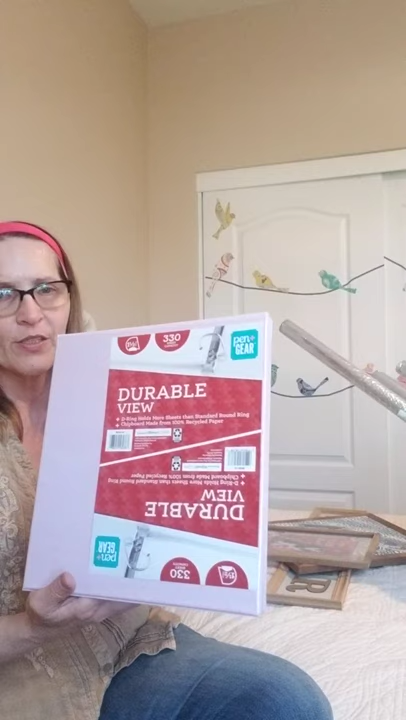 330
pen+
GEAR
DURABLE
VIEW
D-Ring Holds More Sheets than Standard Round Ring
Chipboard Made from 100% Recycled Paper
Chipboard Made from 100% Recycled Paper
D-Ring Holds More Sheets than Standard Round Ring
VIEW
DURABLE
pen+
GEAR
330
R